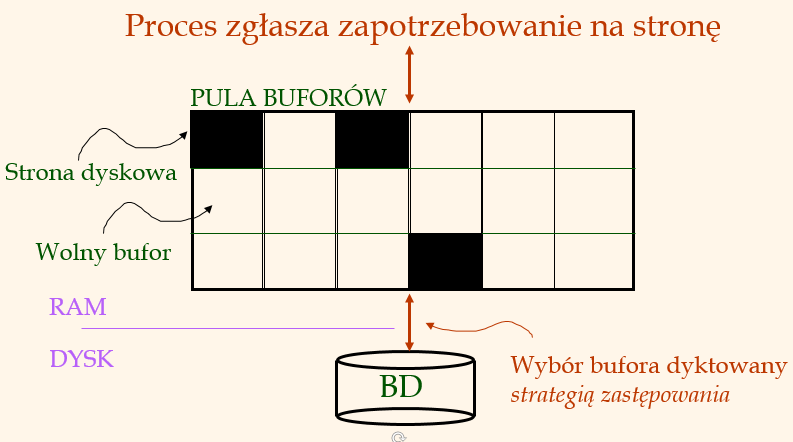 Proces zgłasza zapotrzebowanie na stronę
PULA BUFORÓW
Strona dyskowa
Wolny bufor
RAM
DYSK
BD
Wybór bufora dyktowany
strategią zastępowania